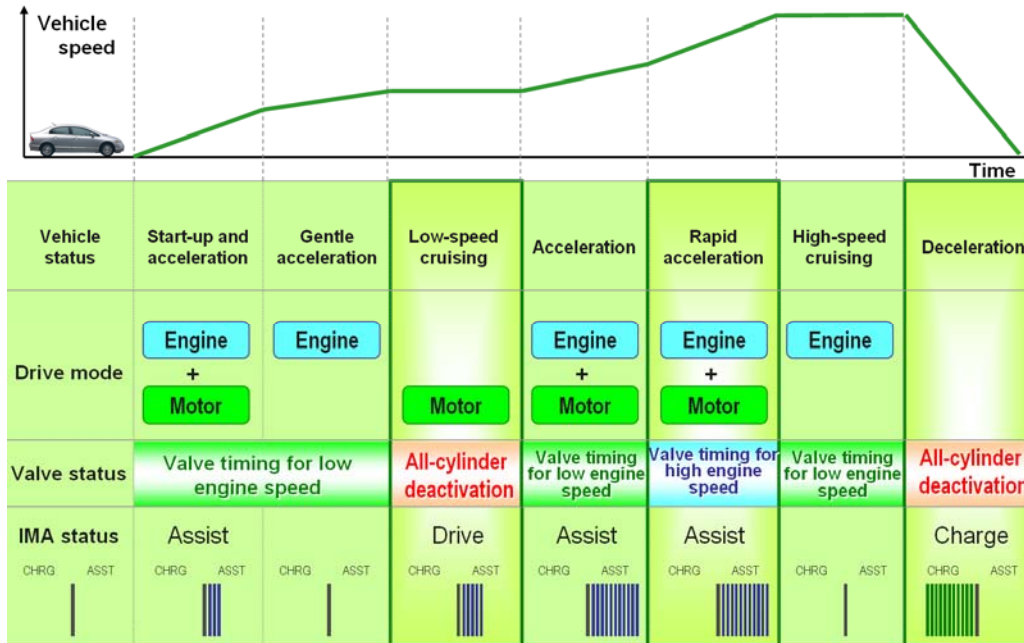 Vehicle
speed
Time
Vehicle
status
Start-up and
acceleration
Gentle
acceleration
Low-speed
cruising
Acceleration
Rapid
acceleration
High-speed
cruising
Deceleration
Drive mode
Engine
+
Motor
Engine
Motor
Engine
+
Motor
Engine
+
Motor
Engine
Valve status
Valve timing for low
engine speed
All-cylinder
deactivation
Valve timing
for low engine
speed
Valve timing for
high engine
speed
Valve timing
for low engine
speed
All-cylinder
deactivation
IMA status
Assist
Drive
Assist
Assist
Charge
CHRG ASST
CHRG ASST
CHRG ASST
CHRG ASST
CHRG ASST
CHRG ASST
CHRG ASST
CHRG ASST